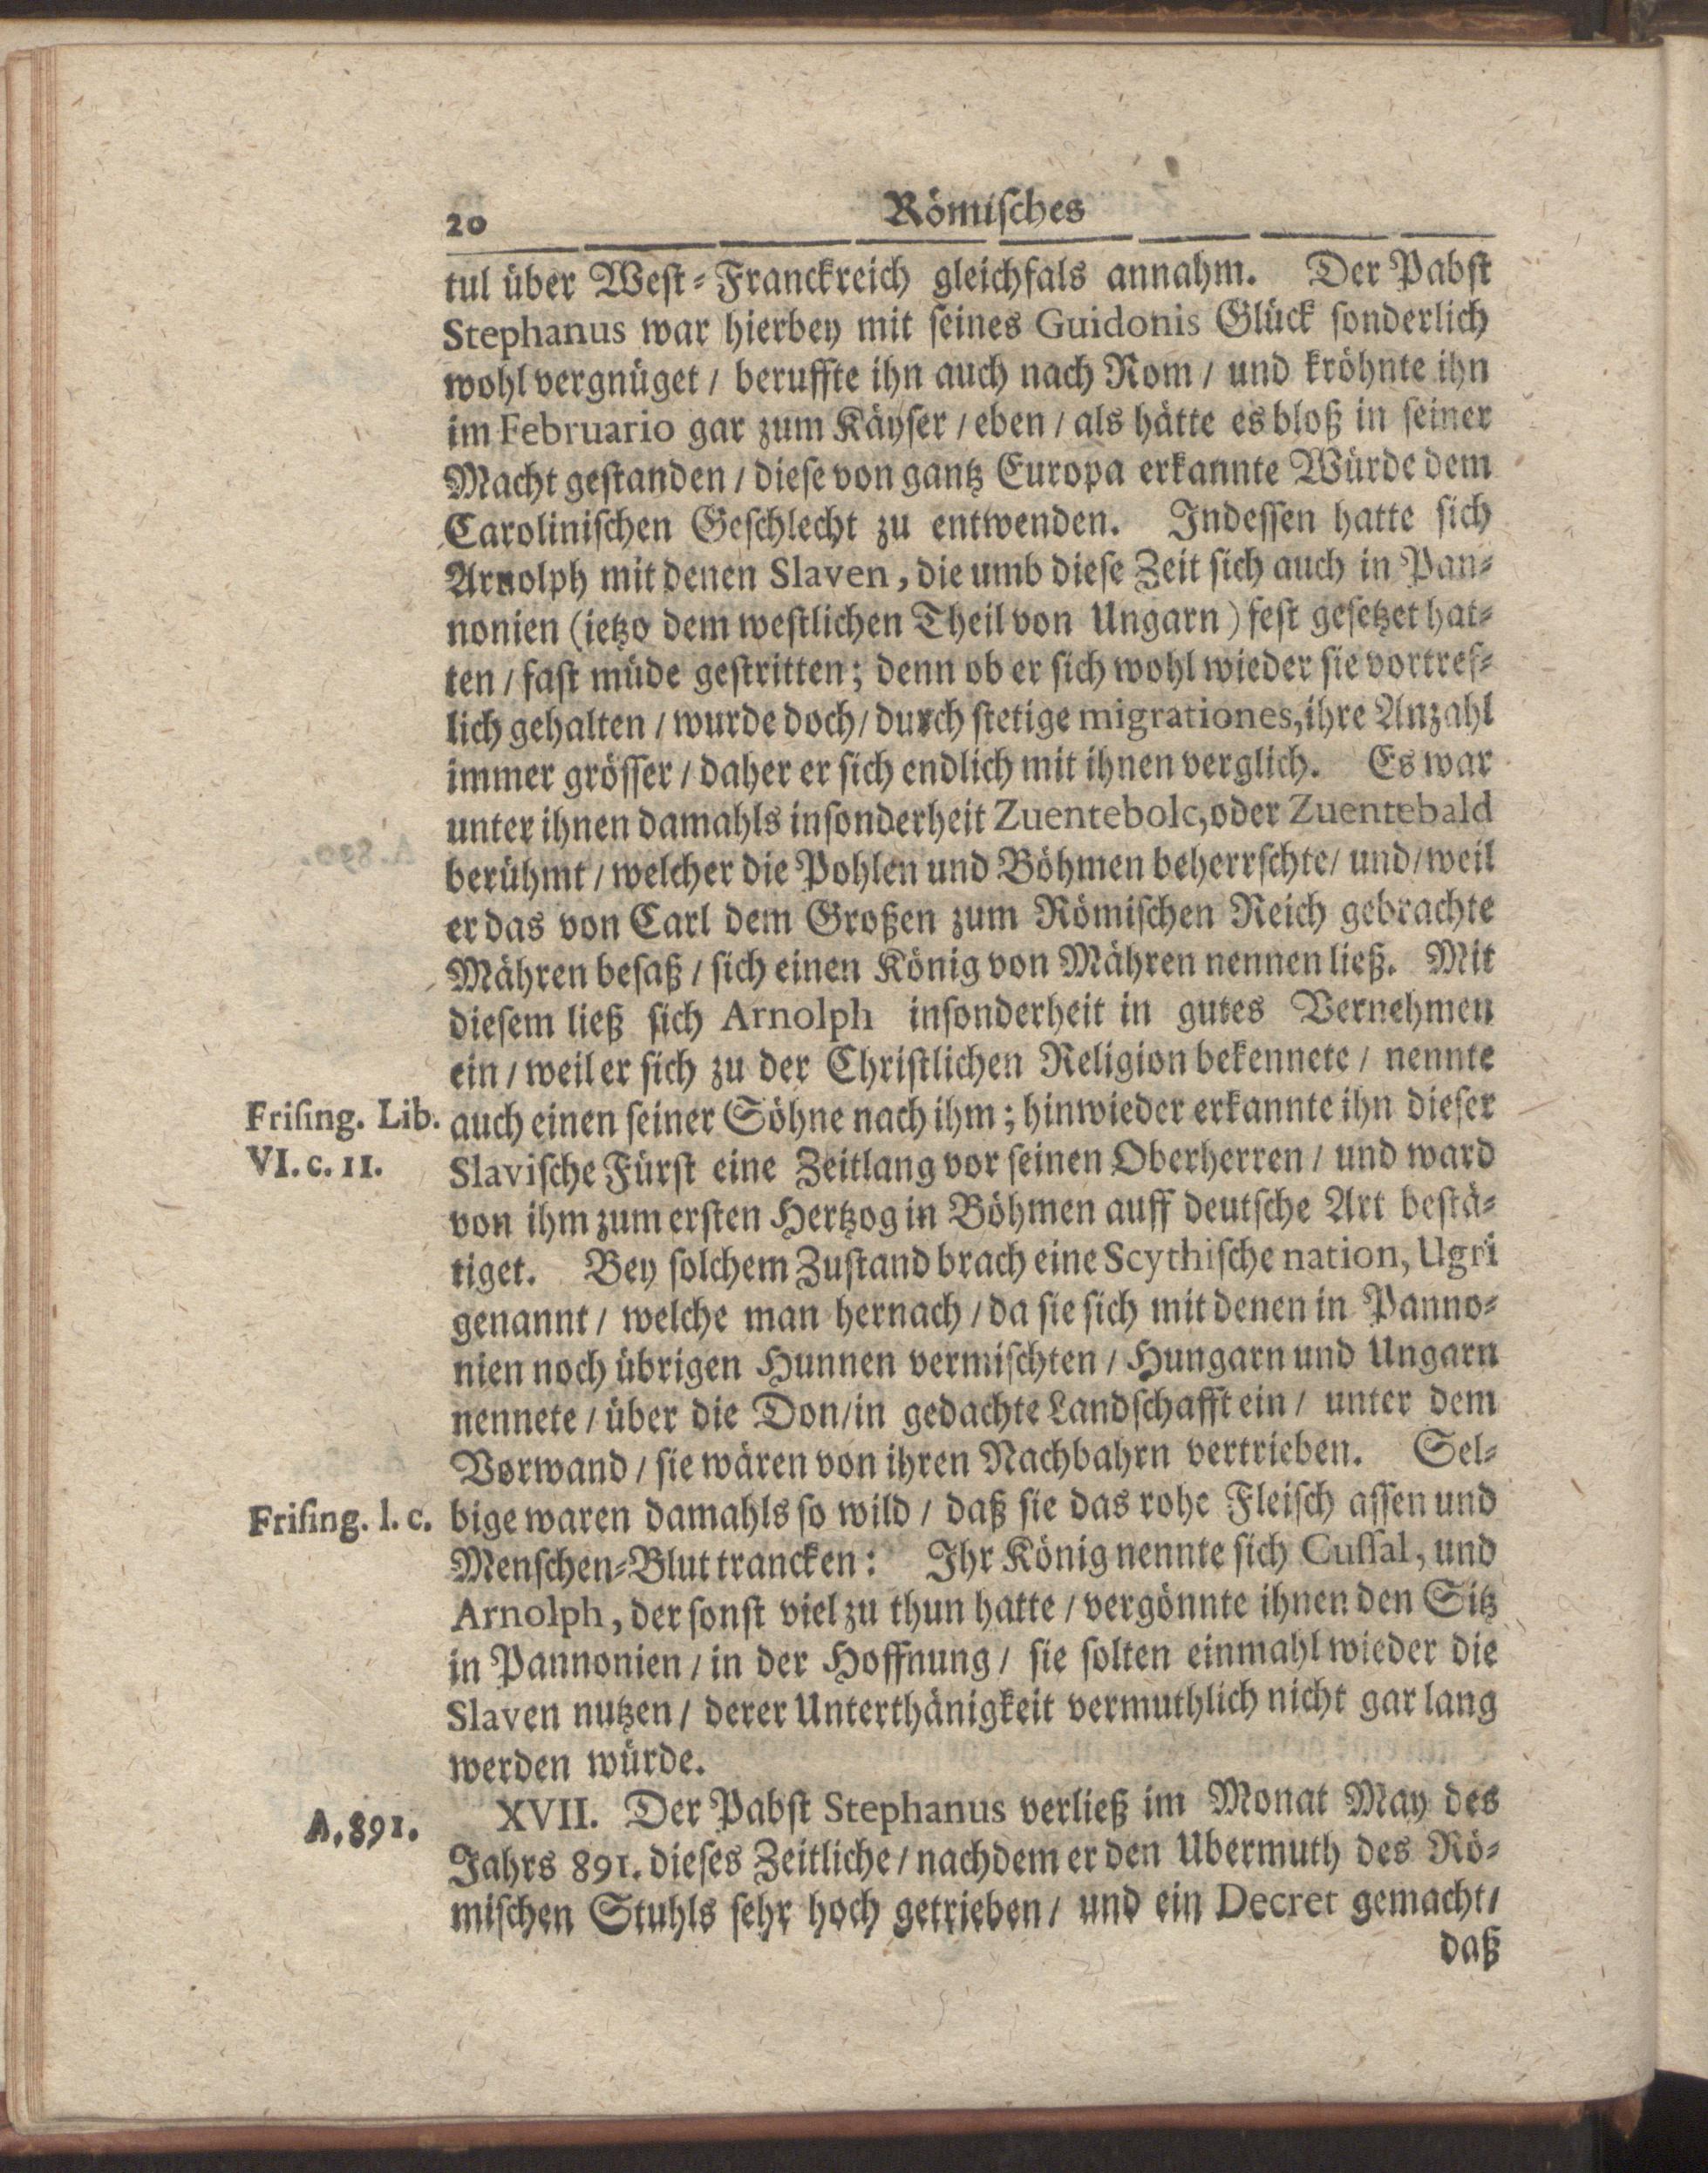 20 Römisches
tul über West-Franckreich gleichfals annahm. Der Pabst
Stephanus war hierbey mit seines Guidonis Glück sonderlich
wohl vergnüget / beruffte ihn auch nach Rom / und kröhnte ihn
im Februario gar zum Käyser / eben / als hätte es bloß in seiner
Macht gestanden / diese von gantz Europa erkannte Würde dem
Carolinischen Geschlecht zu entwenden. Indessen hatte sich
Arnolph mit denen Slaven, die umb diese Zeit sich auch in Pan-
nonien (ietzo dem westlichen Theil von Ungarn) fest gesetzet hat-
ten / fast müde gestritten; denn ob er sich wohl wieder sie vortref-
lich gehalten / wurde doch / durch stetige migrationes, ihre Anzahl
immer grösser / daher er sich endlich mit ihnen verglich. Es war
unter ihnen damahls insonderheit Zuentebolc, oder Zuentebald
berühmt / welcher die Pohlen und Böhmen beherrschte / und / weil
er das von Carl dem Großen zum Römischen Reich gebrachte
Mähren besaß / sich einen König von Mähren nennen ließ. Mit
diesem ließ sich Arnolph insonderheit in gutes Vernehmen
ein / weil er sich zu der Christlichen Religion bekennete / nennte
Frising. Lib. auch einen seiner Söhne nach ihm; hinwieder erkannte ihn dieser
VI. c. 11. Slavische Fürst eine Zeitlang vor seinen Oberherren / und ward
von ihm zum ersten Hertzog in Böhmen auff deutsche Art bestä-
tiget. Bey solchem Zustand brach eine Scythische nation, Ugri
genannt / welche man hernach / da sie sich mit denen in Panno-
nien noch übrigen Hunnen vermischten / Hungarn und Ungarn
nennete / über die Don / in gedachte Landschafft ein / unter dem
Vorwand / sie wären von ihren Nachbahrn vertrieben. Sel-
Frising. l. c. bige waren damahls so wild / daß sie das rohe Fleisch assen und
Menschen-Blut trancken: Ihr König nennte sich Cussal, und
Arnolph, der sonst viel zu thun hatte / vergönnte ihnen den Sitz
in Pannonien / in der Hoffnung / sie solten einmahl wieder die
Slaven nutzen / derer Unterthänigkeit vermuthlich nicht gar lang
werden würde.
A. 891. XVII. Der Pabst Stephanus verließ im Monat May des
Jahrs 891. dieses Zeitliche / nachdem er den Ubermuth des Rö-
mischen Stuhls sehr hoch getrieben / und ein Decret gemacht /
daß